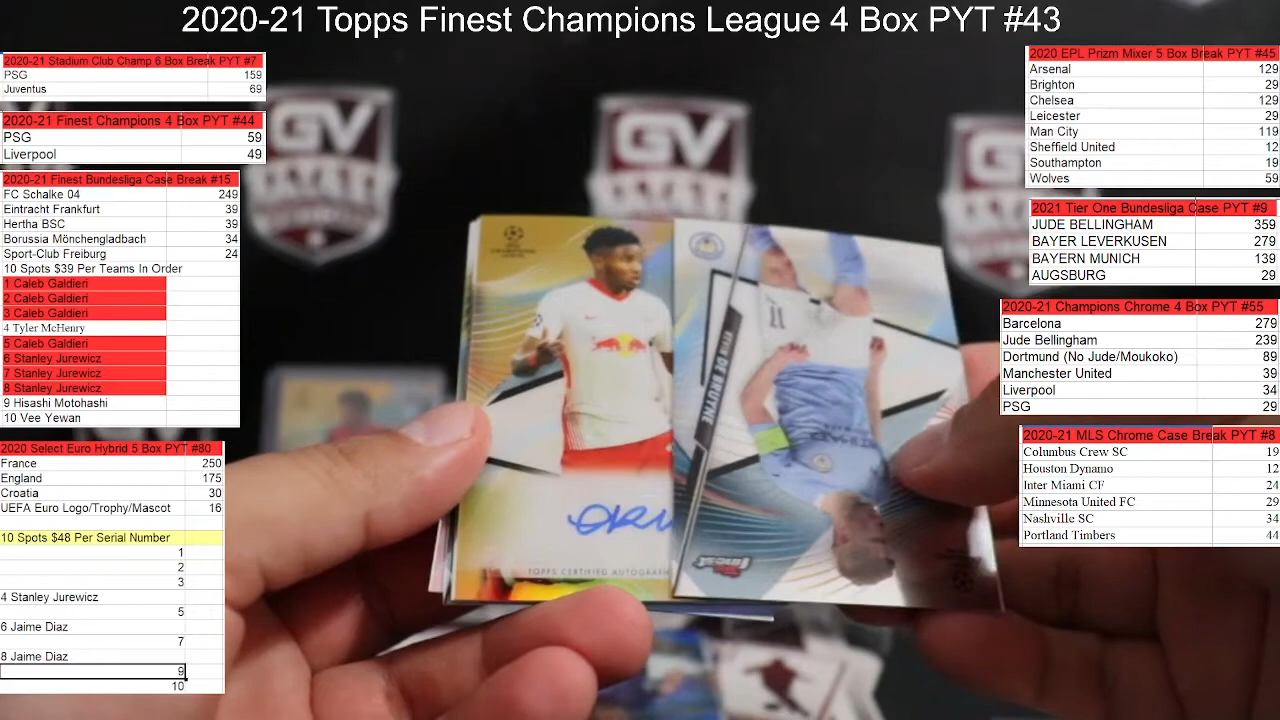 2020-21 Topps Finest Champions League 4 Box PYT #43
2020-21 Stadium Club Champ 6 Box Break PYT #7
PSG 159
Juventus 69
2020-21 Finest Champions 4 Box PYT #44
PSG 59
Liverpool 49
2020-21 Finest Bundesliga Case Break #15
FC Schalke 04 249
Eintracht Frankfurt 39
Hertha BSC 39
Borussia Mönchengladbach 34
Sport-Club Freiburg 24
10 Spots $39 Per Teams In Order
1 Caleb Galdieri
2 Caleb Galdieri
3 Caleb Galdieri
4 Tyler McHenry
5 Caleb Galdieri
6 Stanley Jurewicz
7 Stanley Jurewicz
8 Stanley Jurewicz
9 Hisashi Motohashi
10 Vee Yewan
2020 Select Euro Hybrid 5 Box PYT #80
France 250
England 175
Croatia 30
UEFA Euro Logo/Trophy/Mascot 16
10 Spots $48 Per Serial Number
1
2
3
4 Stanley Jurewicz
5
6 Jaime Diaz
7
8 Jaime Diaz
9
10
GV
GV
GV
TOPPS CERTIFIED AUTOGRAPH
11
KEVIN DE BRUYNE
Finest
2020 EPL Prizm Mixer 5 Box Break PYT #45
Arsenal 129
Brighton 29
Chelsea 129
Leicester 29
Man City 119
Sheffield United 12
Southampton 19
Wolves 59
2021 Tier One Bundesliga Case PYT #9
JUDE BELLINGHAM 359
BAYER LEVERKUSEN 279
BAYERN MUNICH 139
AUGSBURG 29
2020-21 Champions Chrome 4 Box PYT #55
Barcelona 279
Jude Bellingham 239
Dortmund (No Jude/Moukoko) 89
Manchester United 39
Liverpool 34
PSG 29
2020-21 MLS Chrome Case Break PYT #8
Columbus Crew SC 19
Houston Dynamo 12
Inter Miami CF 24
Minnesota United FC 29
Nashville SC 34
Portland Timbers 44